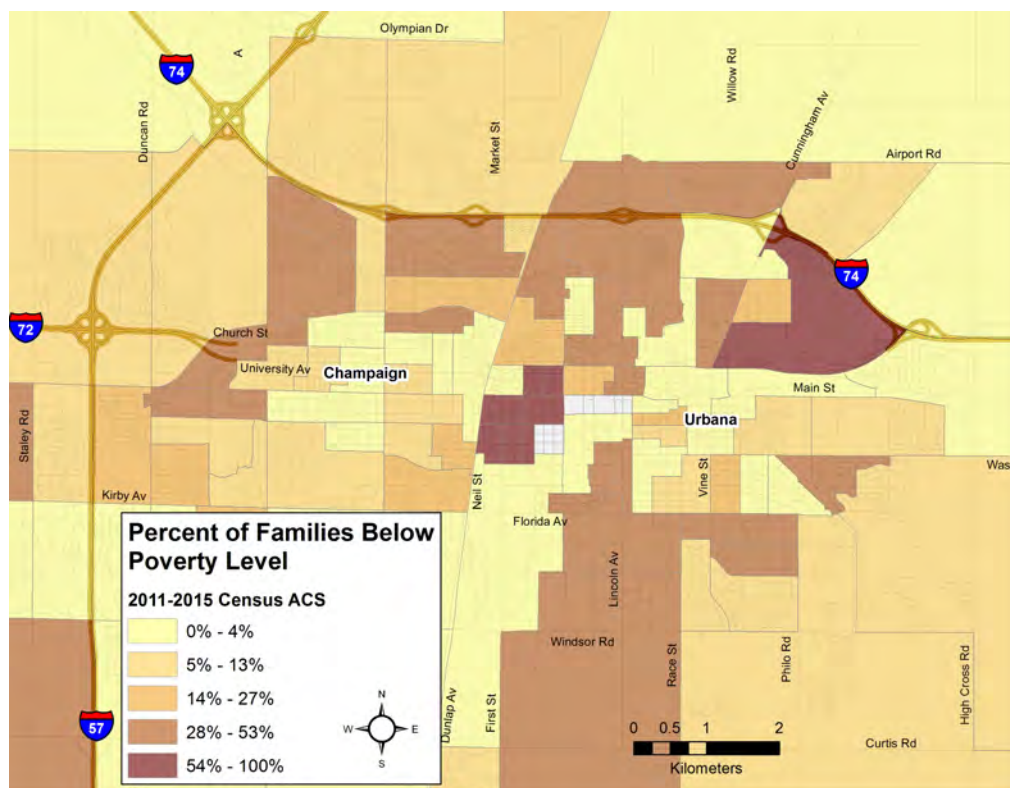 Olympian Dr
A
74
Duncan Rd
Market St
Willow Rd
Cunningham Av
Airport Rd
74
72
Church St
University Av
Champaign
Main St
Urbana
Staley Rd
Kirby Av
Neil St
Vine St
Was
Florida Av
Lincoln Av
Windsor Rd
Race St
Philo Rd
High Cross Rd
Dunlap Av
First St
Curtis Rd
57
Percent of Families Below
Poverty Level
2011-2015 Census ACS
0% - 4%
5% - 13%
14% - 27%
28% - 53%
54% - 100%
N
W E
S
0 0.5 1 2
Kilometers